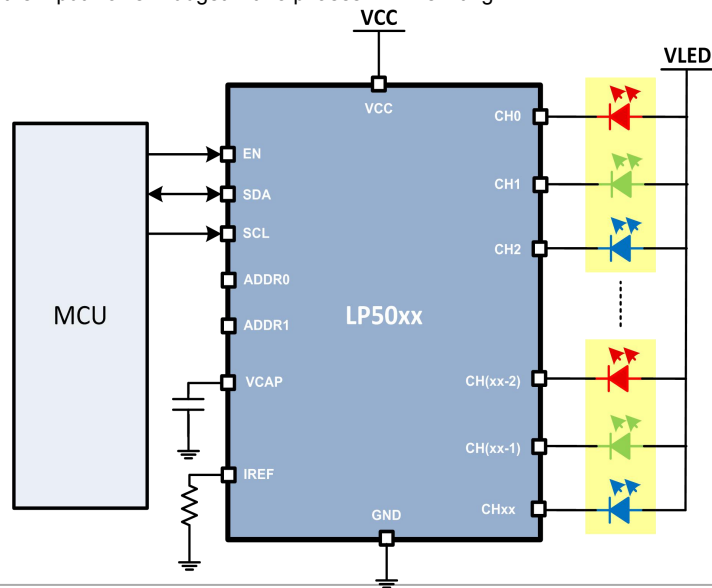 VCC
VLED
VCC
CH0
EN
CH1
SDA
SCL
CH2
ADDR0
MCU
LP50xx
ADDR1
VCAP
CH(xx-2)
CH(xx-1)
IREF
GND
CHxx